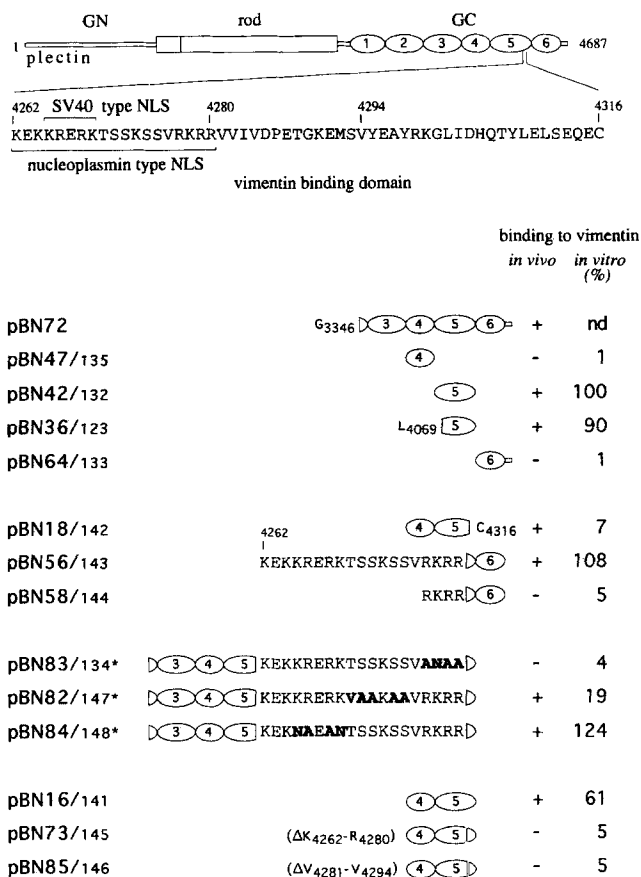 GN rod GC
1 1 2 3 4 5 6 4687
plectin
4262 SV40 type NLS 4280 4294 4316
KEKKRERKTSSKSSVRKRRVVIVDPETGKEMSVYEAYRKGLIDHQTYLELSEQEC
nucleoplasmin type NLS
vimentin binding domain
binding to vimentin
in vivo in vitro
(%)
pBN72 G3346 3 4 5 6 + nd
pBN47/135 4 - 1
pBN42/132 5 + 100
pBN36/123 L4069 5 + 90
pBN64/133 6 - 1
pBN18/142 4 5 C4316 + 7
4262
pBN56/143 KEKKRERKTSSKSSVRKRR 6 + 108
pBN58/144 RKRR 6 - 5
pBN83/134* 3 4 5 KEKKRERKTSSKSSVANAA - 4
pBN82/147* 3 4 5 KEKKRERKVAAKAAVRKRR + 19
pBN84/148* 3 4 5 KEKNAEANTSSKSSVRKRR + 124
pBN16/141 4 5 + 61
pBN73/145 (ΔK4262-R4280) 4 5 - 5
pBN85/146 (ΔV4281-V4294) 4 5 - 5